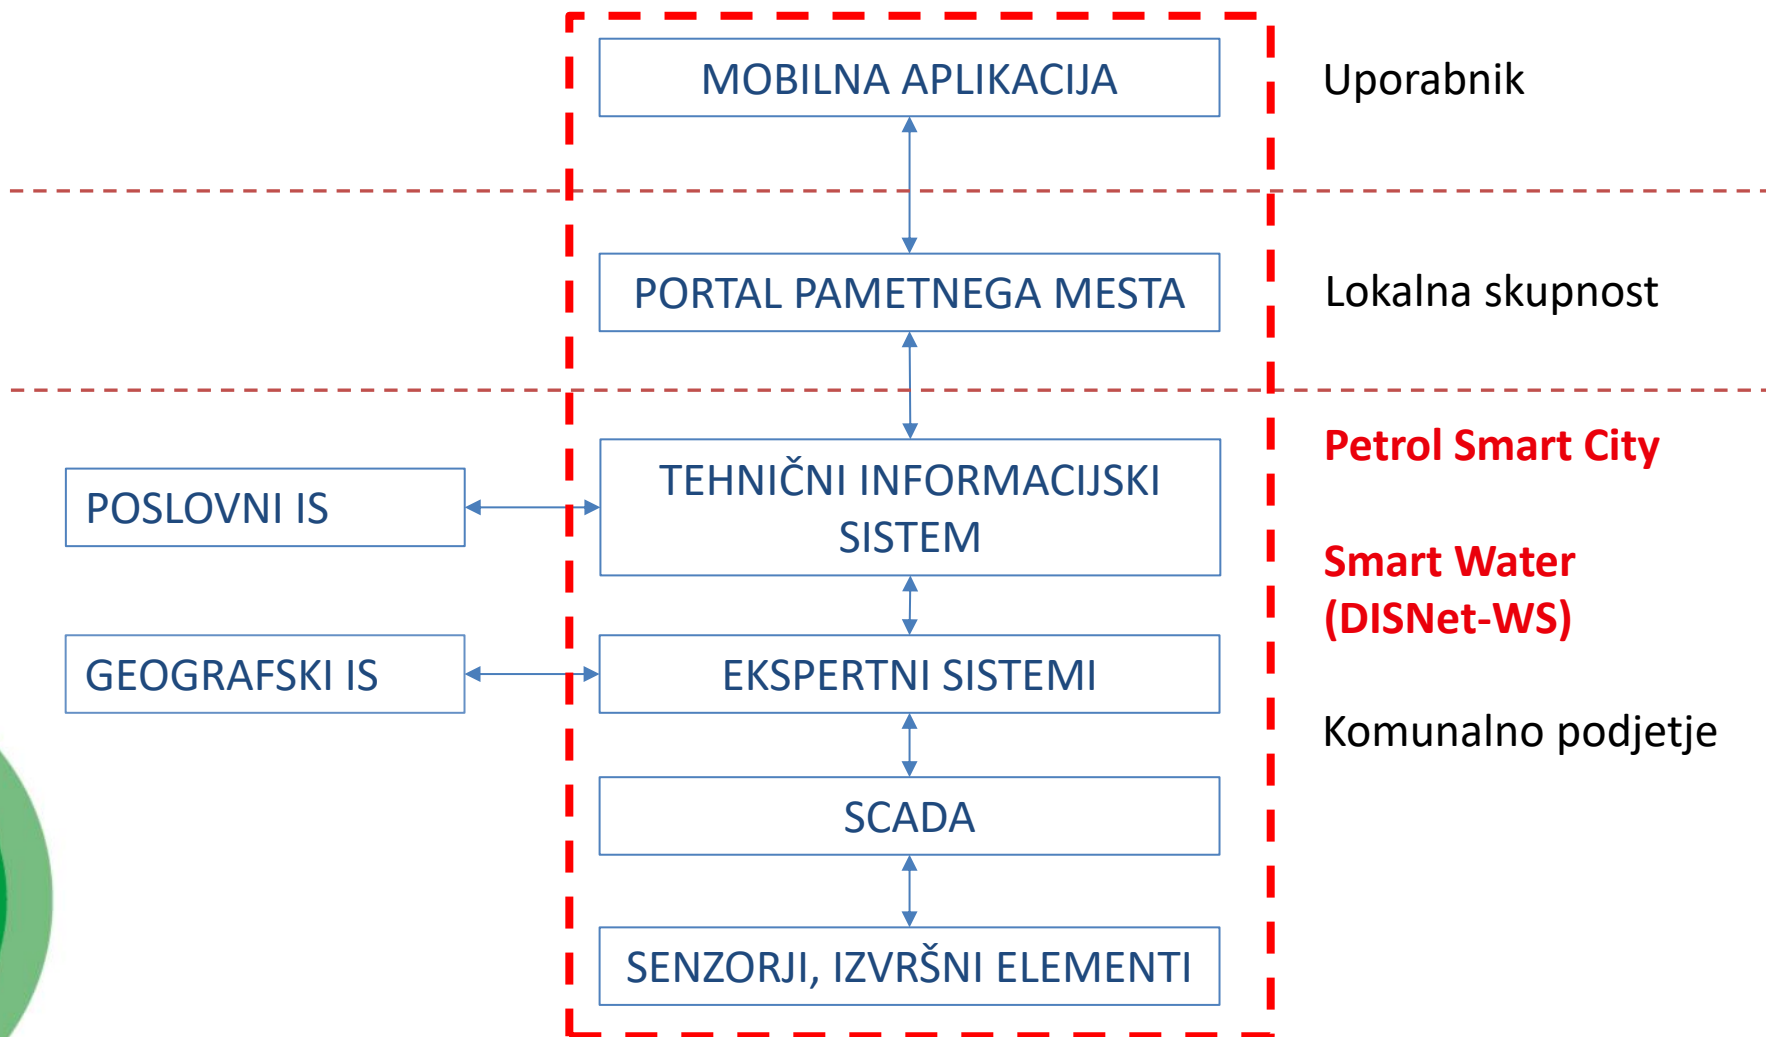 MOBILNA APLIKACIJA
Uporabnik
PORTAL PAMETNEGA MESTA
Lokalna skupnost
Petrol Smart City
POSLOVNI IS
TEHNIČNI INFORMACIJSKI
SISTEM
Smart Water
(DISNet-WS)
GEOGRAFSKI IS
EKSPERTNI SISTEMI
Komunalno podjetje
SCADA
SENZORJI, IZVRŠNI ELEMENTI